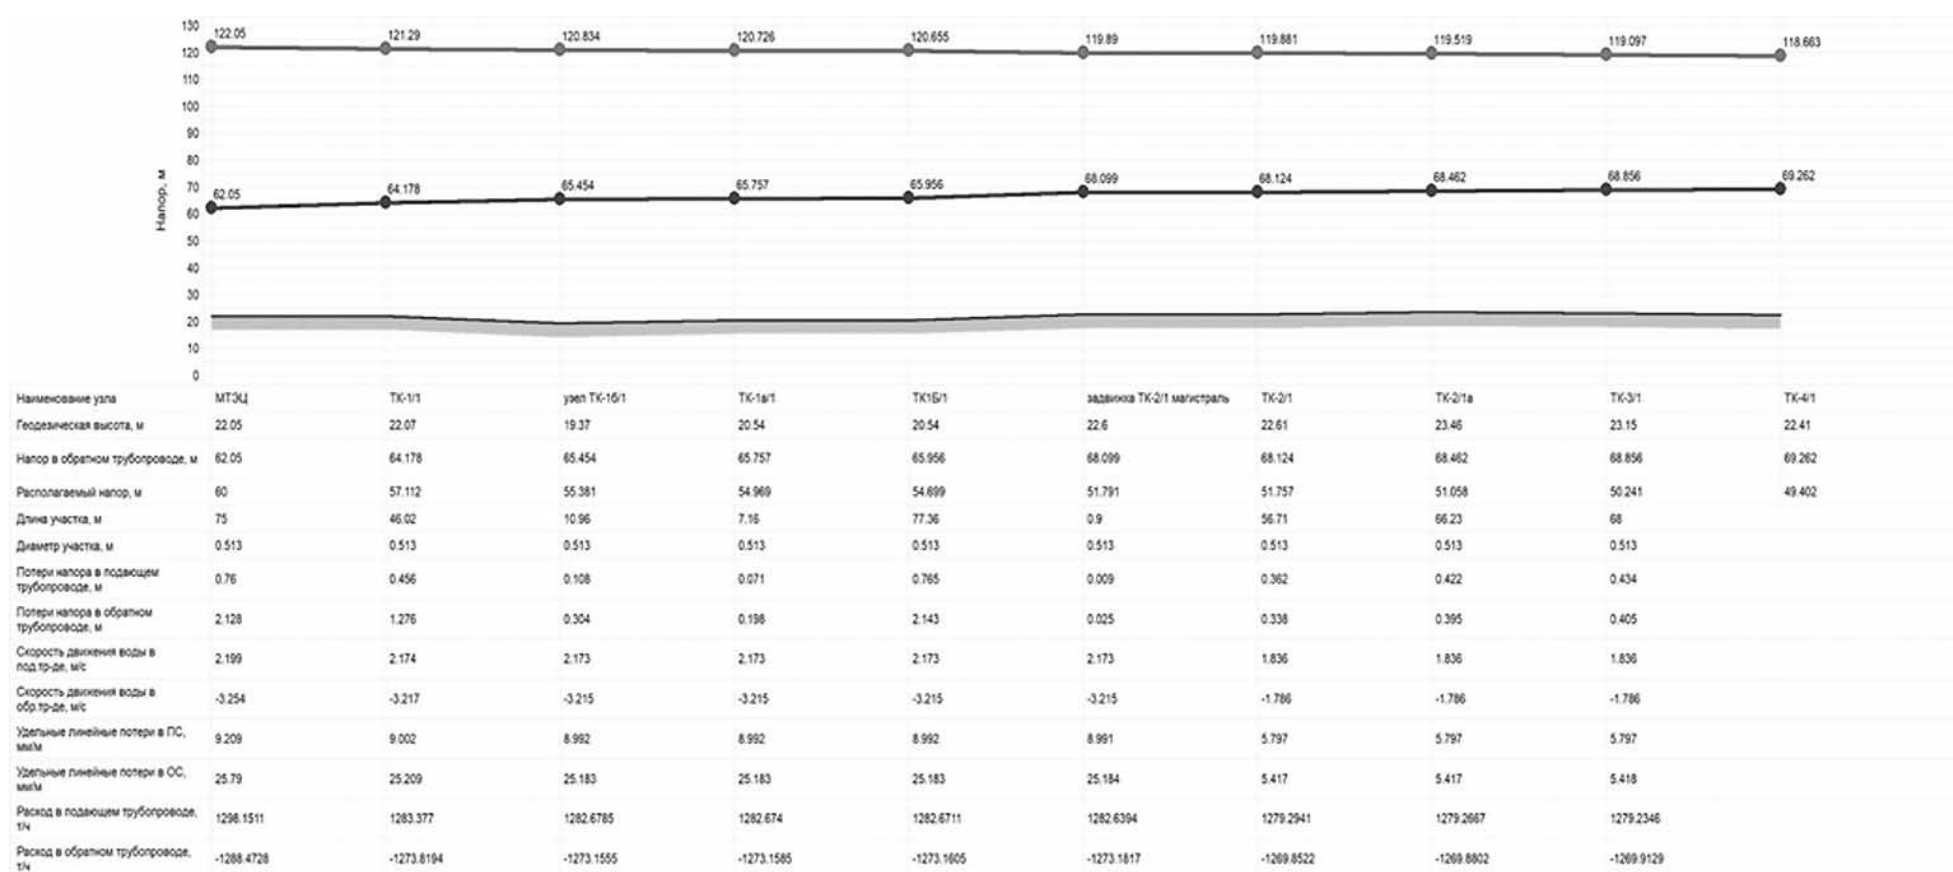 130
122.05 121.29 120.834 120.726 120.655 119.89 119.881 119.519 119.097 118.663
120
110
100
90
80
70
62.05 64.178 65.454 65.757 65.956 68.099 68.124 68.462 68.856 69.262
60
50
40
30
20
10
0
Напор, м
Наименование узла МТЭЦ ТК-1/1 узел ТК-1б/1 ТК-1а/1 ТК1Б/1 задвижка ТК-2/1 магистраль ТК-2/1 ТК-2/1а ТК-3/1 ТК-4/1
Геодезическая высота, м 22.05 22.07 19.37 20.54 20.54 22.6 22.61 23.46 23.15 22.41
Напор в обратном трубопроводе, м 62.05 64.178 65.454 65.757 65.956 68.099 68.124 68.462 68.856 69.262
Располагаемый напор, м 60 57.112 55.381 54.969 54.699 51.791 51.757 51.058 50.241 49.402
Длина участка, м 75 46.02 10.96 7.16 77.36 0.9 56.71 66.23 68
Диаметр участка, м 0.513 0.513 0.513 0.513 0.513 0.513 0.513 0.513 0.513
Потери напора в подающем
трубопроводе, м 0.76 0.456 0.108 0.071 0.765 0.009 0.362 0.422 0.434
Потери напора в обратном
трубопроводе, м 2.128 1.276 0.304 0.198 2.143 0.025 0.338 0.395 0.405
Скорость движения воды в
под.тр-де, м/с 2.199 2.174 2.173 2.173 2.173 2.173 1.836 1.836 1.836
Скорость движения воды в
обр.тр-де, м/с -3.254 -3.217 -3.215 -3.215 -3.215 -3.215 -1.786 -1.786 -1.786
Удельные линейные потери в ПС,
мм/м 9.209 9.002 8.992 8.992 8.992 8.991 5.797 5.797 5.797
Удельные линейные потери в ОС,
мм/м 25.79 25.209 25.183 25.183 25.183 25.184 5.417 5.417 5.418
Расход в подающем трубопроводе,
т/ч 1298.1511 1283.377 1282.6785 1282.674 1282.6711 1282.6394 1279.2941 1279.2667 1279.2346
Расход в обратном трубопроводе,
т/ч -1288.4728 -1273.8194 -1273.1555 -1273.1585 -1273.1605 -1273.1817 -1269.8522 -1269.8802 -1269.9129